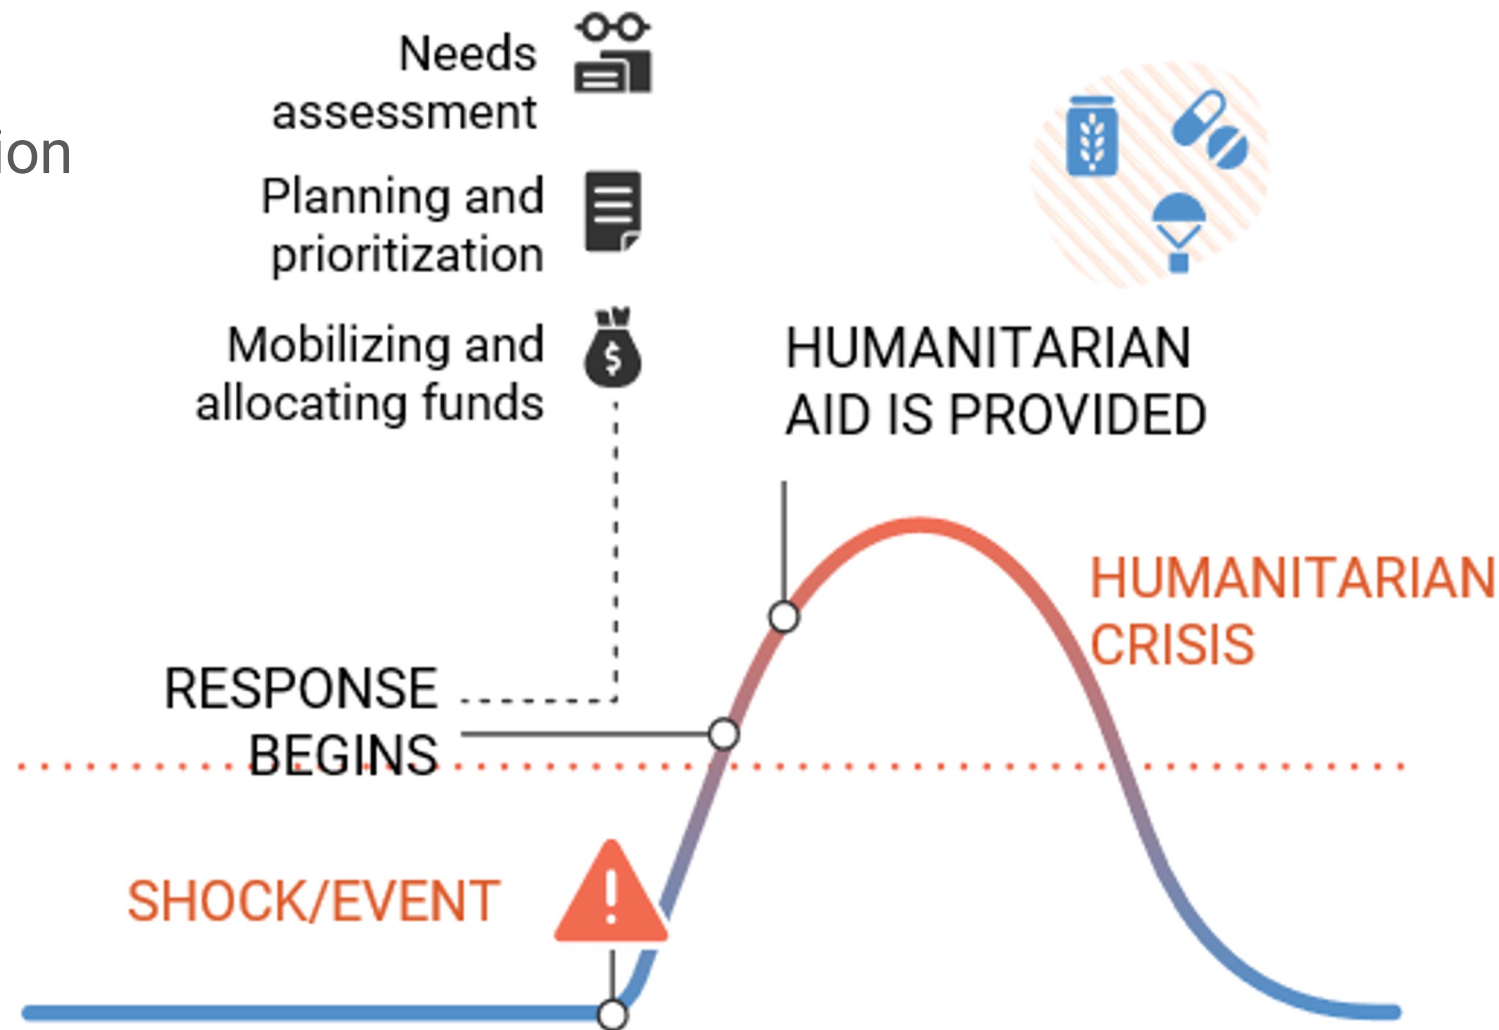 Needs
assessment
ion
Planning and
prioritization
Mobilizing and
allocating funds
$
HUMANITARIAN
AID IS PROVIDED
HUMANITARIAN
CRISIS
RESPONSE
BEGINS
SHOCK/EVENT
!